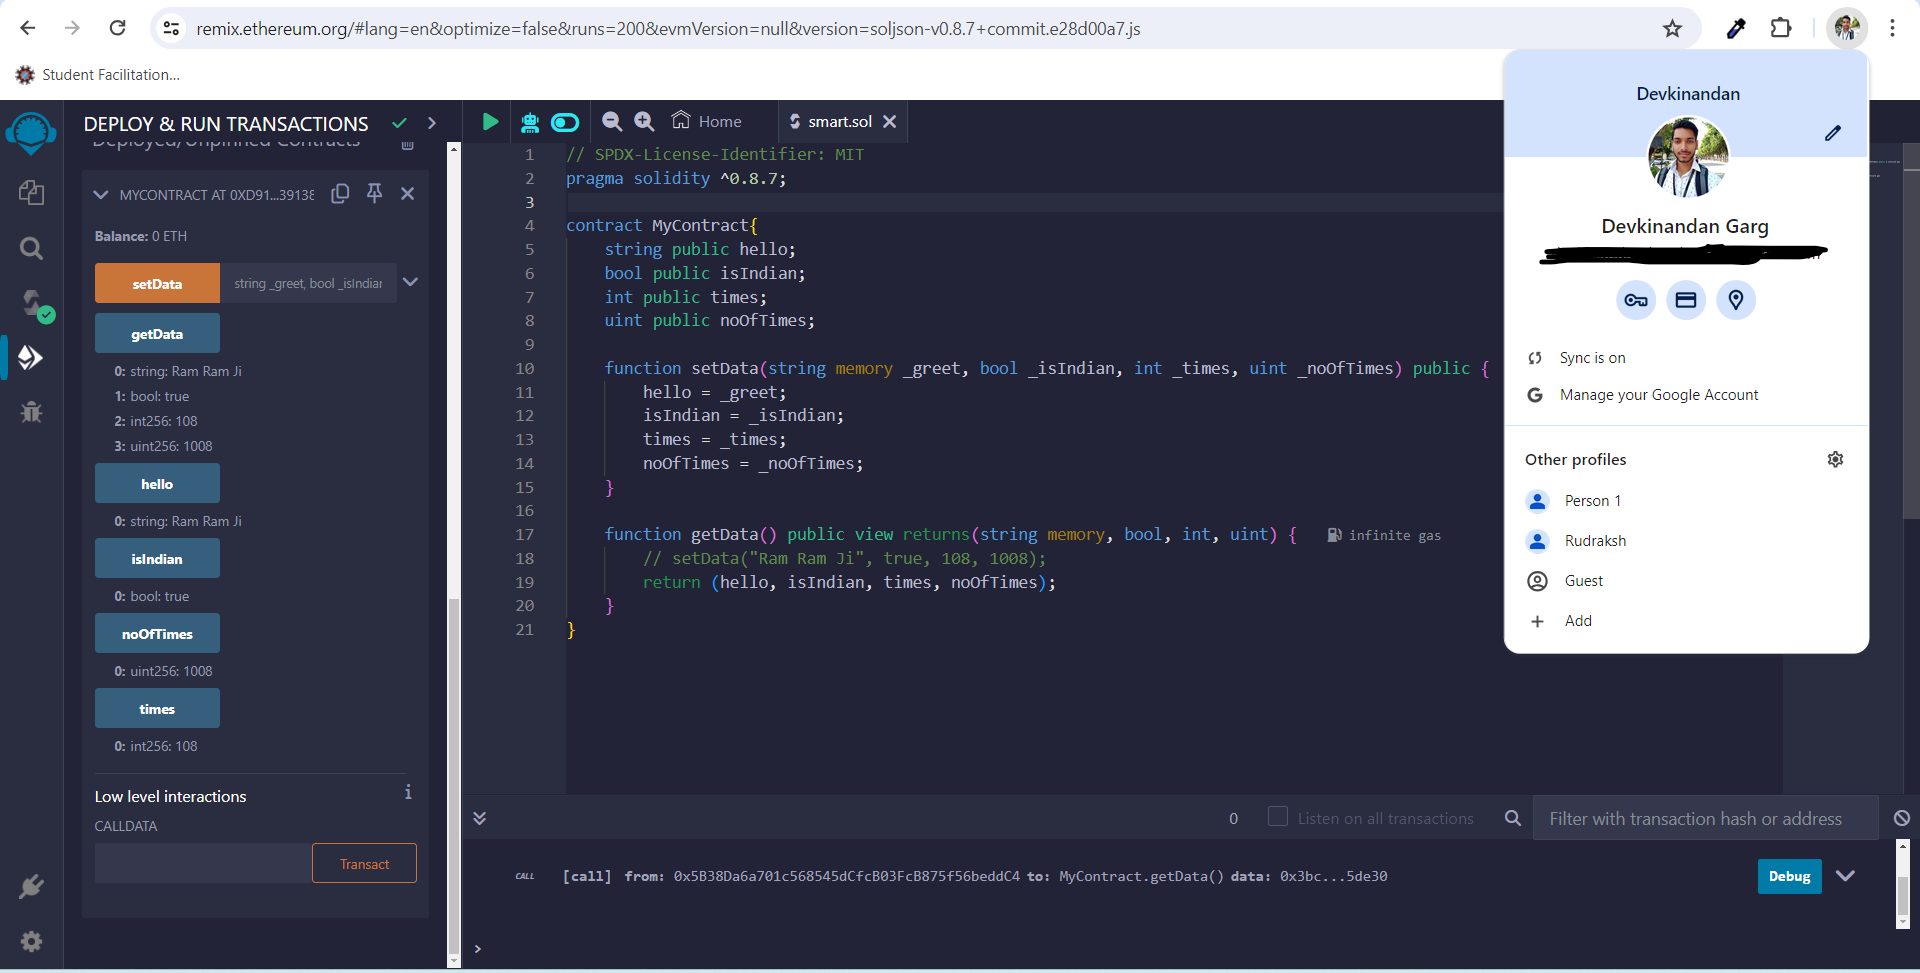 remix.ethereum.org/#lang=en&optimize=false&runs=200&evmVersion=null&version=soljson-v0.8.7+commit.e28d00a7.js
Student Facilitation...
DEPLOY & RUN TRANSACTIONS
Deployed/Unpinned Contracts
MYCONTRACT AT 0XD91...39138
Balance: 0 ETH
setData
string _greet, bool _isIndian
getData
0: string: Ram Ram Ji
1: bool: true
2: int256: 108
3: uint256: 1008
hello
0: string: Ram Ram Ji
isIndian
0: bool: true
noOfTimes
0: uint256: 1008
times
0: int256: 108
Low level interactions
i
CALLDATA
Transact
Home
smart.sol
1 // SPDX-License-Identifier: MIT
2 pragma solidity ^0.8.7;
3
4 contract MyContract{
5 string public hello;
6 bool public isIndian;
7 int public times;
8 uint public noOfTimes;
9
10 function setData(string memory _greet, bool _isIndian, int _times, uint _noOfTimes) public {
11 hello = _greet;
12 isIndian = _isIndian;
13 times = _times;
14 noOfTimes = _noOfTimes;
15 }
16
17 function getData() public view returns(string memory, bool, int, uint) { infinite gas
18 // setData("Ram Ram Ji", true, 108, 1008);
19 return (hello, isIndian, times, noOfTimes);
20 }
21 }
0
Listen on all transactions
Filter with transaction hash or address
CALL [call] from: 0x5B38Da6a701c568545dCfcB03FcB875f56beddC4 to: MyContract.getData() data: 0x3bc...5de30
Debug
>
Devkinandan
Devkinandan Garg
Sync is on
Manage your Google Account
Other profiles
Person 1
Rudraksh
Guest
Add